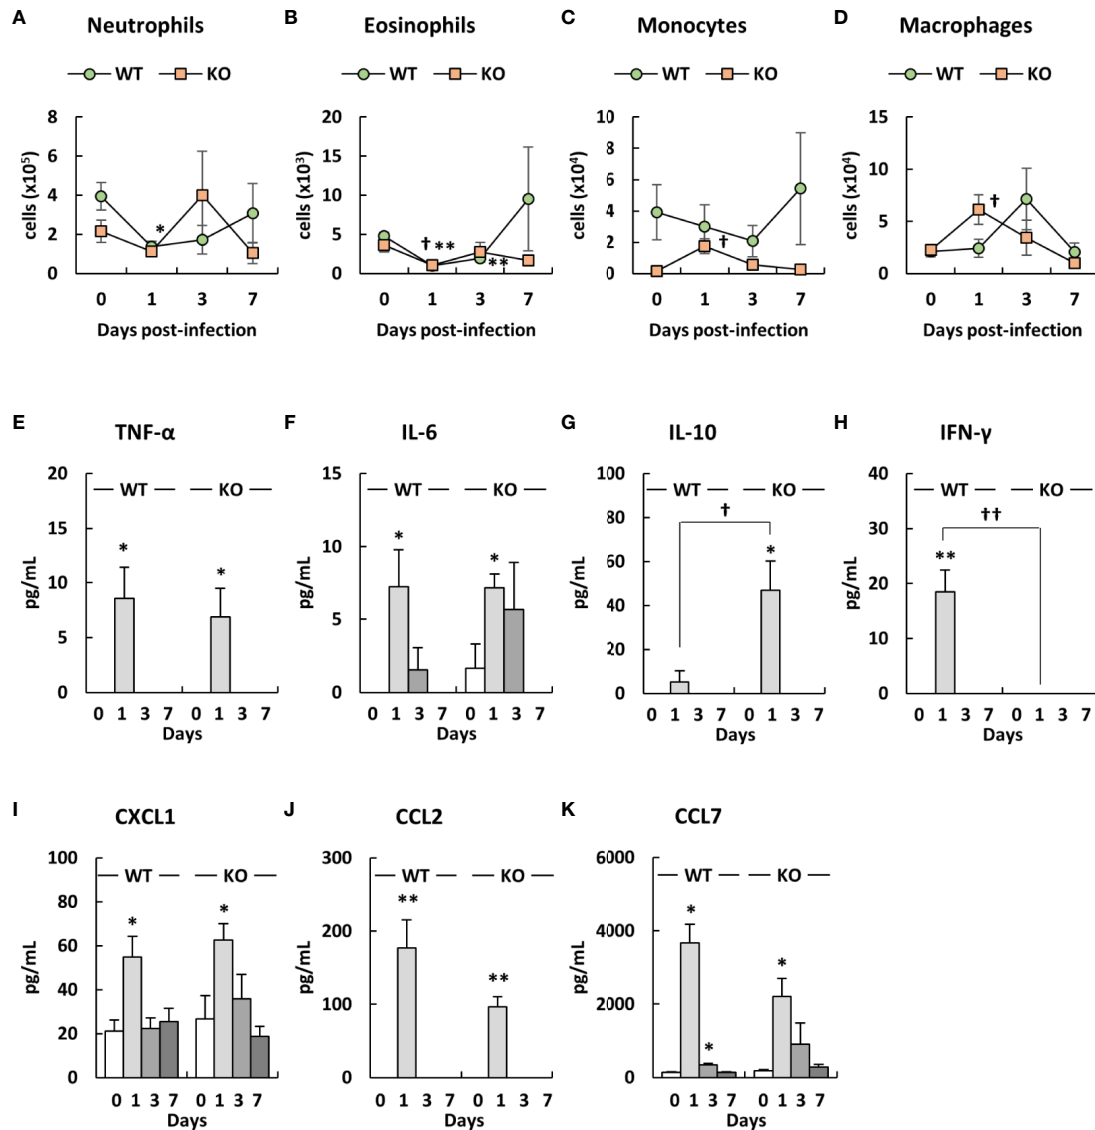 A Neutrophils
B Eosinophils
C Monocytes
D Macrophages
WT KO
WT KO
WT KO
WT KO
cells (x10⁵)
8
6
4
2
0
*
0 1 3 7
Days post-infection
cells (x10³)
20
15
10
5
0
† **
**
0 1 3 7
Days post-infection
cells (x10⁴)
10
8
6
4
2
0
†
0 1 3 7
Days post-infection
cells (x10⁴)
15
10
5
0
†
0 1 3 7
Days post-infection
E TNF-α
pg/mL
20
15
10
5
0
WT KO
* *
0 1 3 7 0 1 3 7
Days
F IL-6
pg/mL
15
10
5
0
WT KO
* *
0 1 3 7 0 1 3 7
Days
G IL-10
pg/mL
100
80
60
40
20
0
WT KO
†
*
0 1 3 7 0 1 3 7
Days
H IFN-γ
pg/mL
40
30
20
10
0
WT KO
††
**
0 1 3 7 0 1 3 7
Days
I CXCL1
pg/mL
100
80
60
40
20
0
WT KO
* *
0 1 3 7 0 1 3 7
Days
J CCL2
pg/mL
300
200
100
0
WT KO
** **
0 1 3 7 0 1 3 7
Days
K CCL7
pg/mL
6000
4000
2000
0
WT KO
* * *
0 1 3 7 0 1 3 7
Days